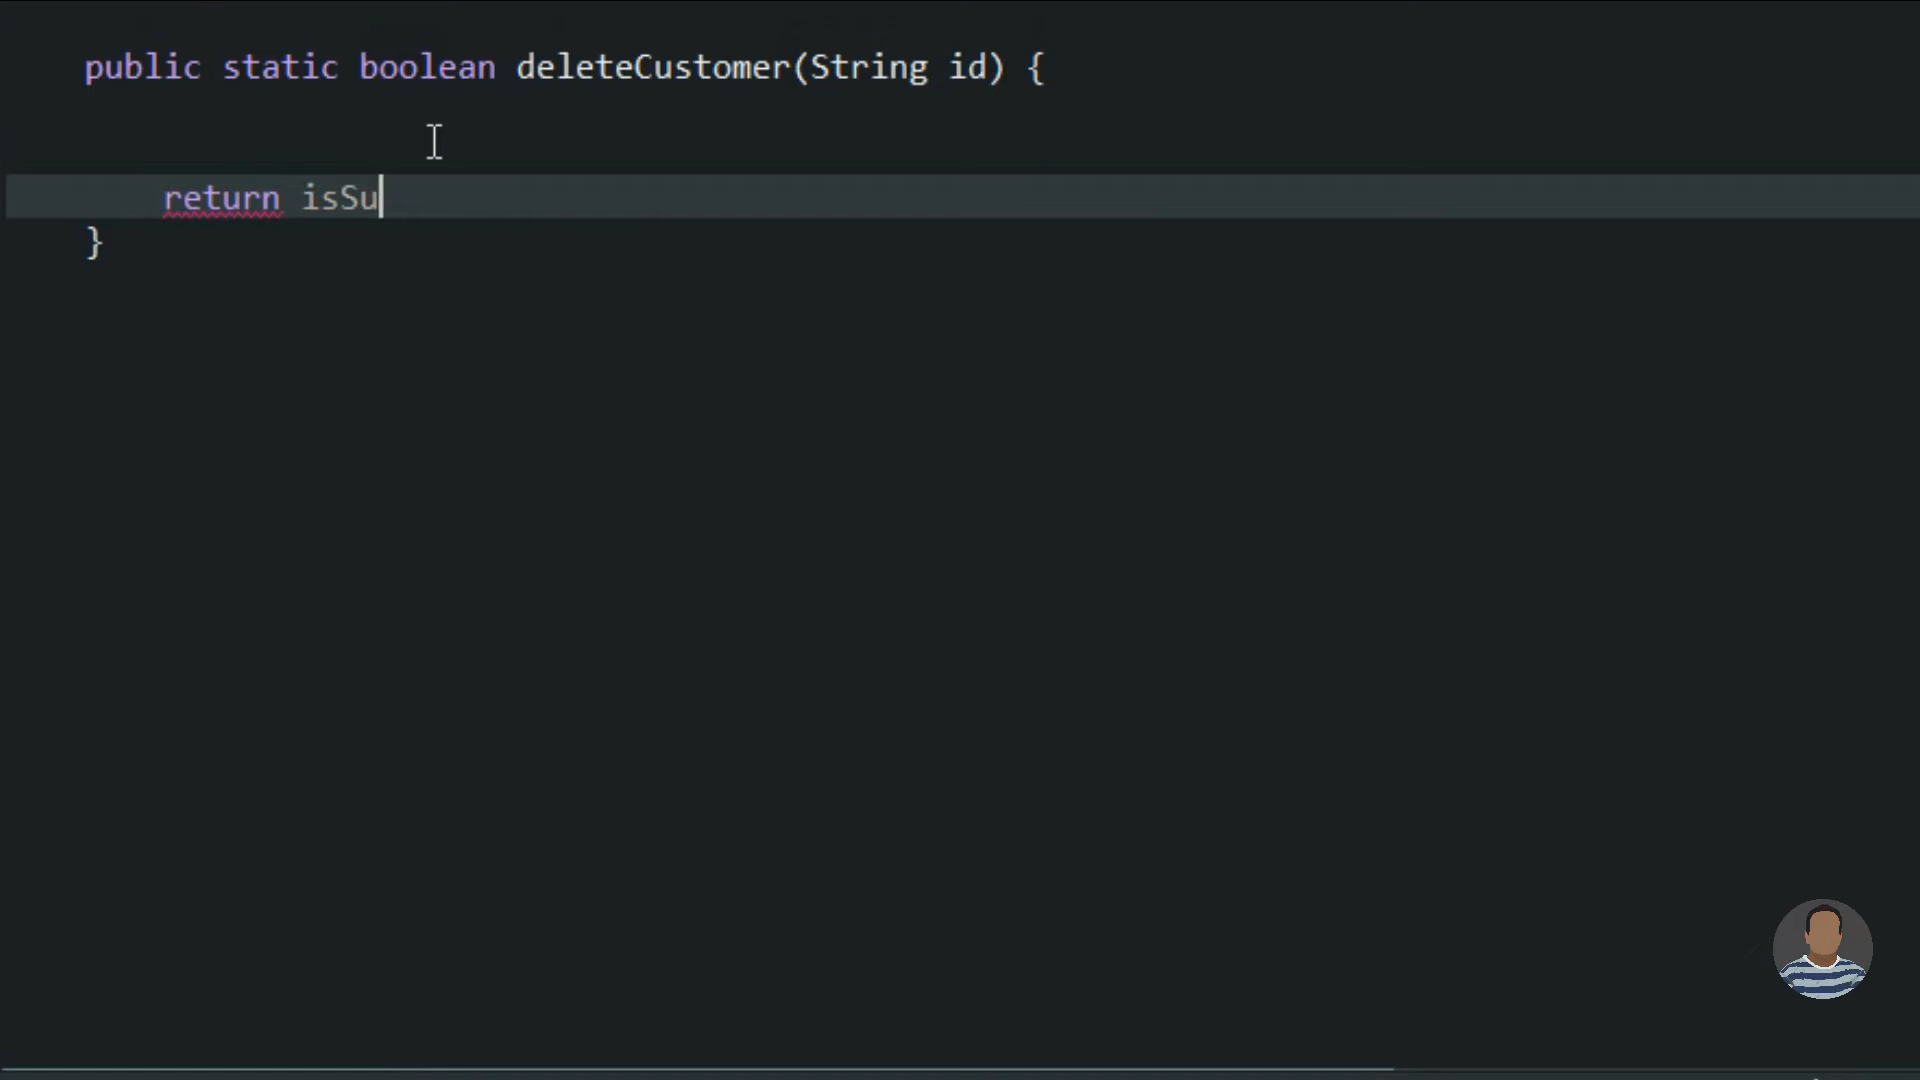 public static boolean deleteCustomer(String id) {
return isSu
}